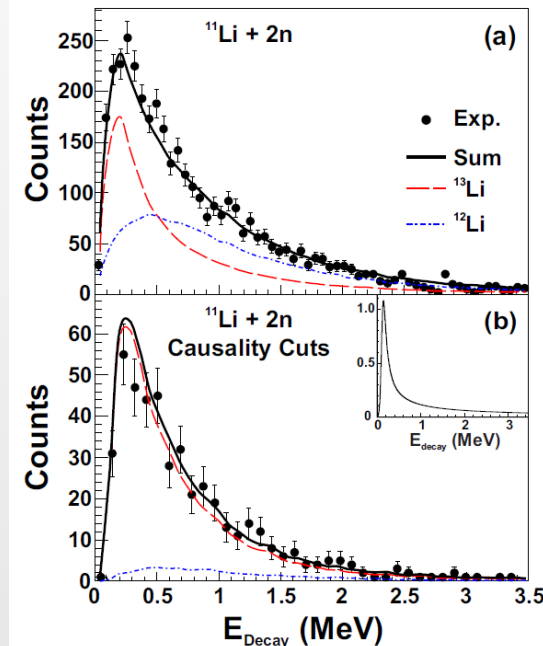 ¹¹Li + 2n
(a)
Counts
250
200
150
100
50
0
Exp.
Sum
¹³Li
¹²Li
¹¹Li + 2n
Causality Cuts
(b)
Counts
60
50
40
30
20
10
0
1.0
0.5
0
0 1 2 3
E_decay (MeV)
0 0.5 1 1.5 2 2.5 3 3.5
E_Decay (MeV)